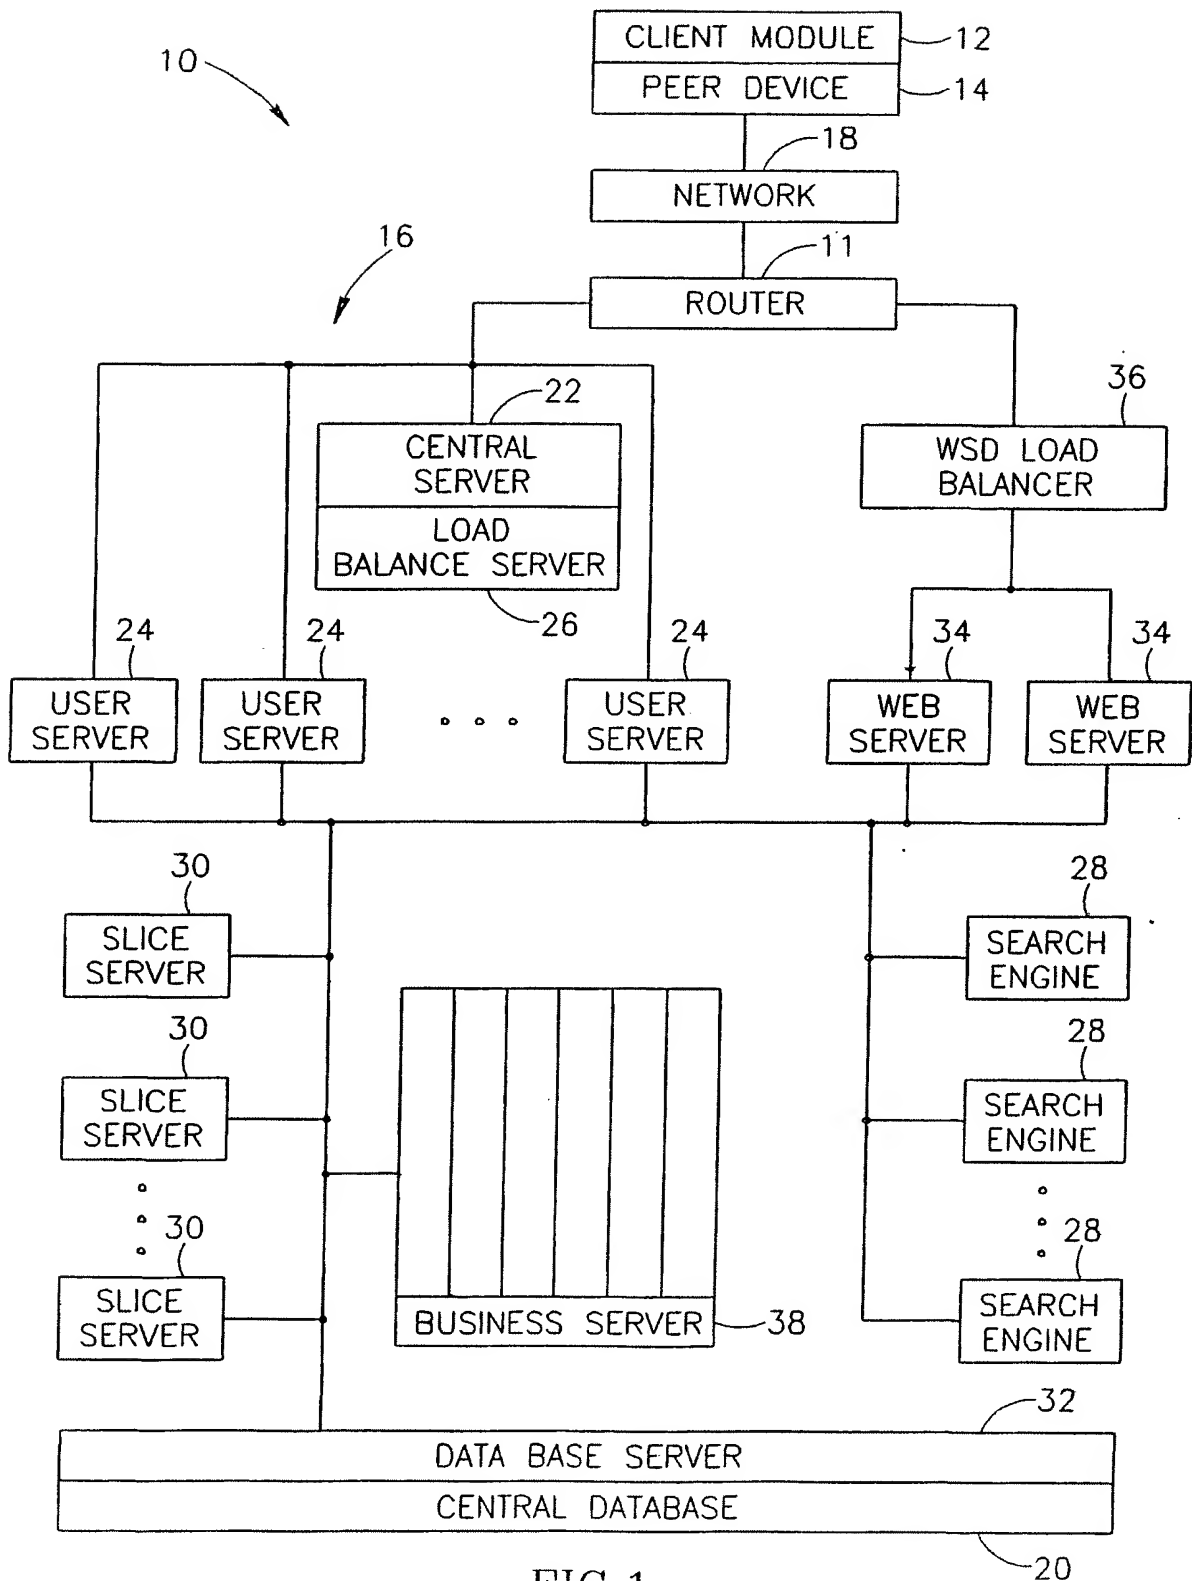 CLIENT MODULE
12
10
PEER DEVICE
14
18
NETWORK
16
11
ROUTER
22
36
CENTRAL
SERVER
WSD LOAD
BALANCER
LOAD
BALANCE SERVER
26
24
24
24
34
34
USER
SERVER
USER
SERVER
USER
SERVER
WEB
SERVER
WEB
SERVER
30
28
SLICE
SERVER
SEARCH
ENGINE
30
28
SLICE
SERVER
SEARCH
ENGINE
30
28
SLICE
SERVER
BUSINESS SERVER
38
SEARCH
ENGINE
32
DATA BASE SERVER
CENTRAL DATABASE
20
FIG 1